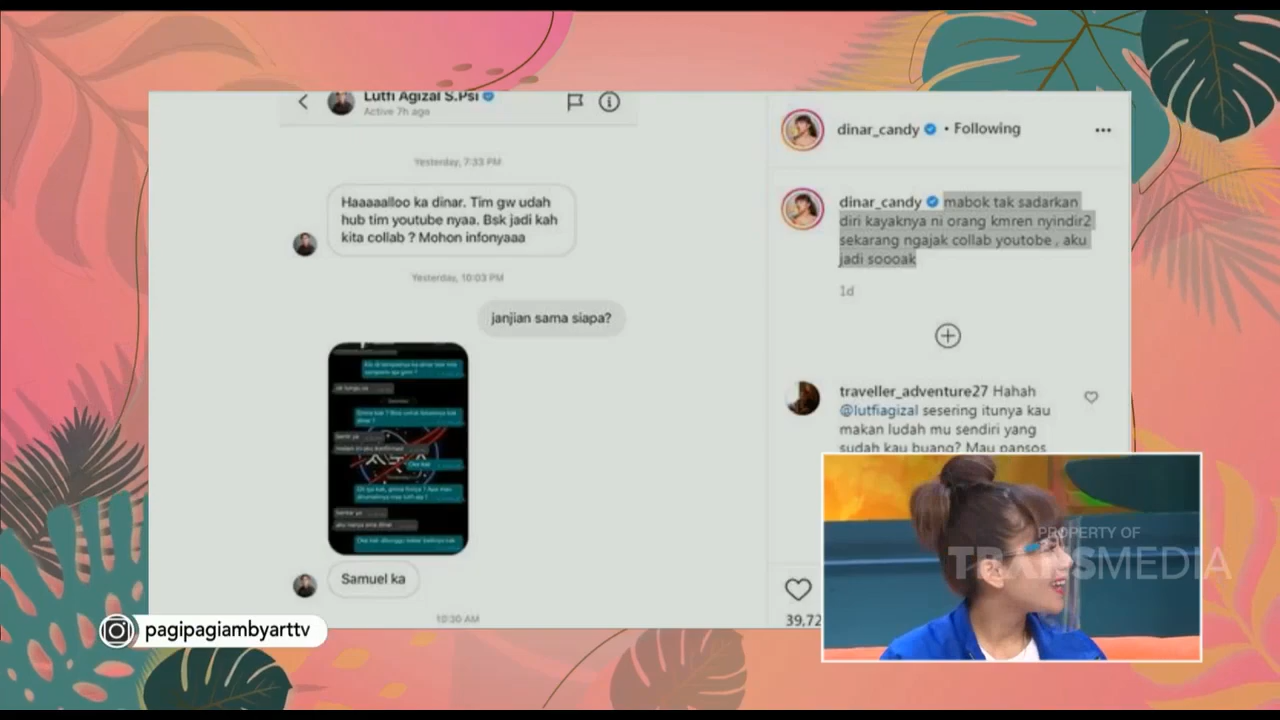 Lutfi Agizal S.Psi
Active 7h ago
Yesterday, 7:33 PM
Haaaaalloo ka dinar. Tim gw udah
hub tim youtube nyaa. Bsk jadi kah
kita collab ? Mohon infonyaaa
Yesterday, 10:03 PM
janjian sama siapa?
Samuel ka
10:30 AM
dinar_candy • Following
dinar_candy mabok tak sadarkan
diri kayaknya ni orang kmren nyindir2
sekarang ngajak collab youtobe , aku
jadi soooak
1d
traveller_adventure27 Hahah
@lutfiagizal sesering itunya kau
makan ludah mu sendiri yang
sudah kau buang? Mau pansos
39,72
PROPERTY OF
TRANSMEDIA
pagipagiambyarttv